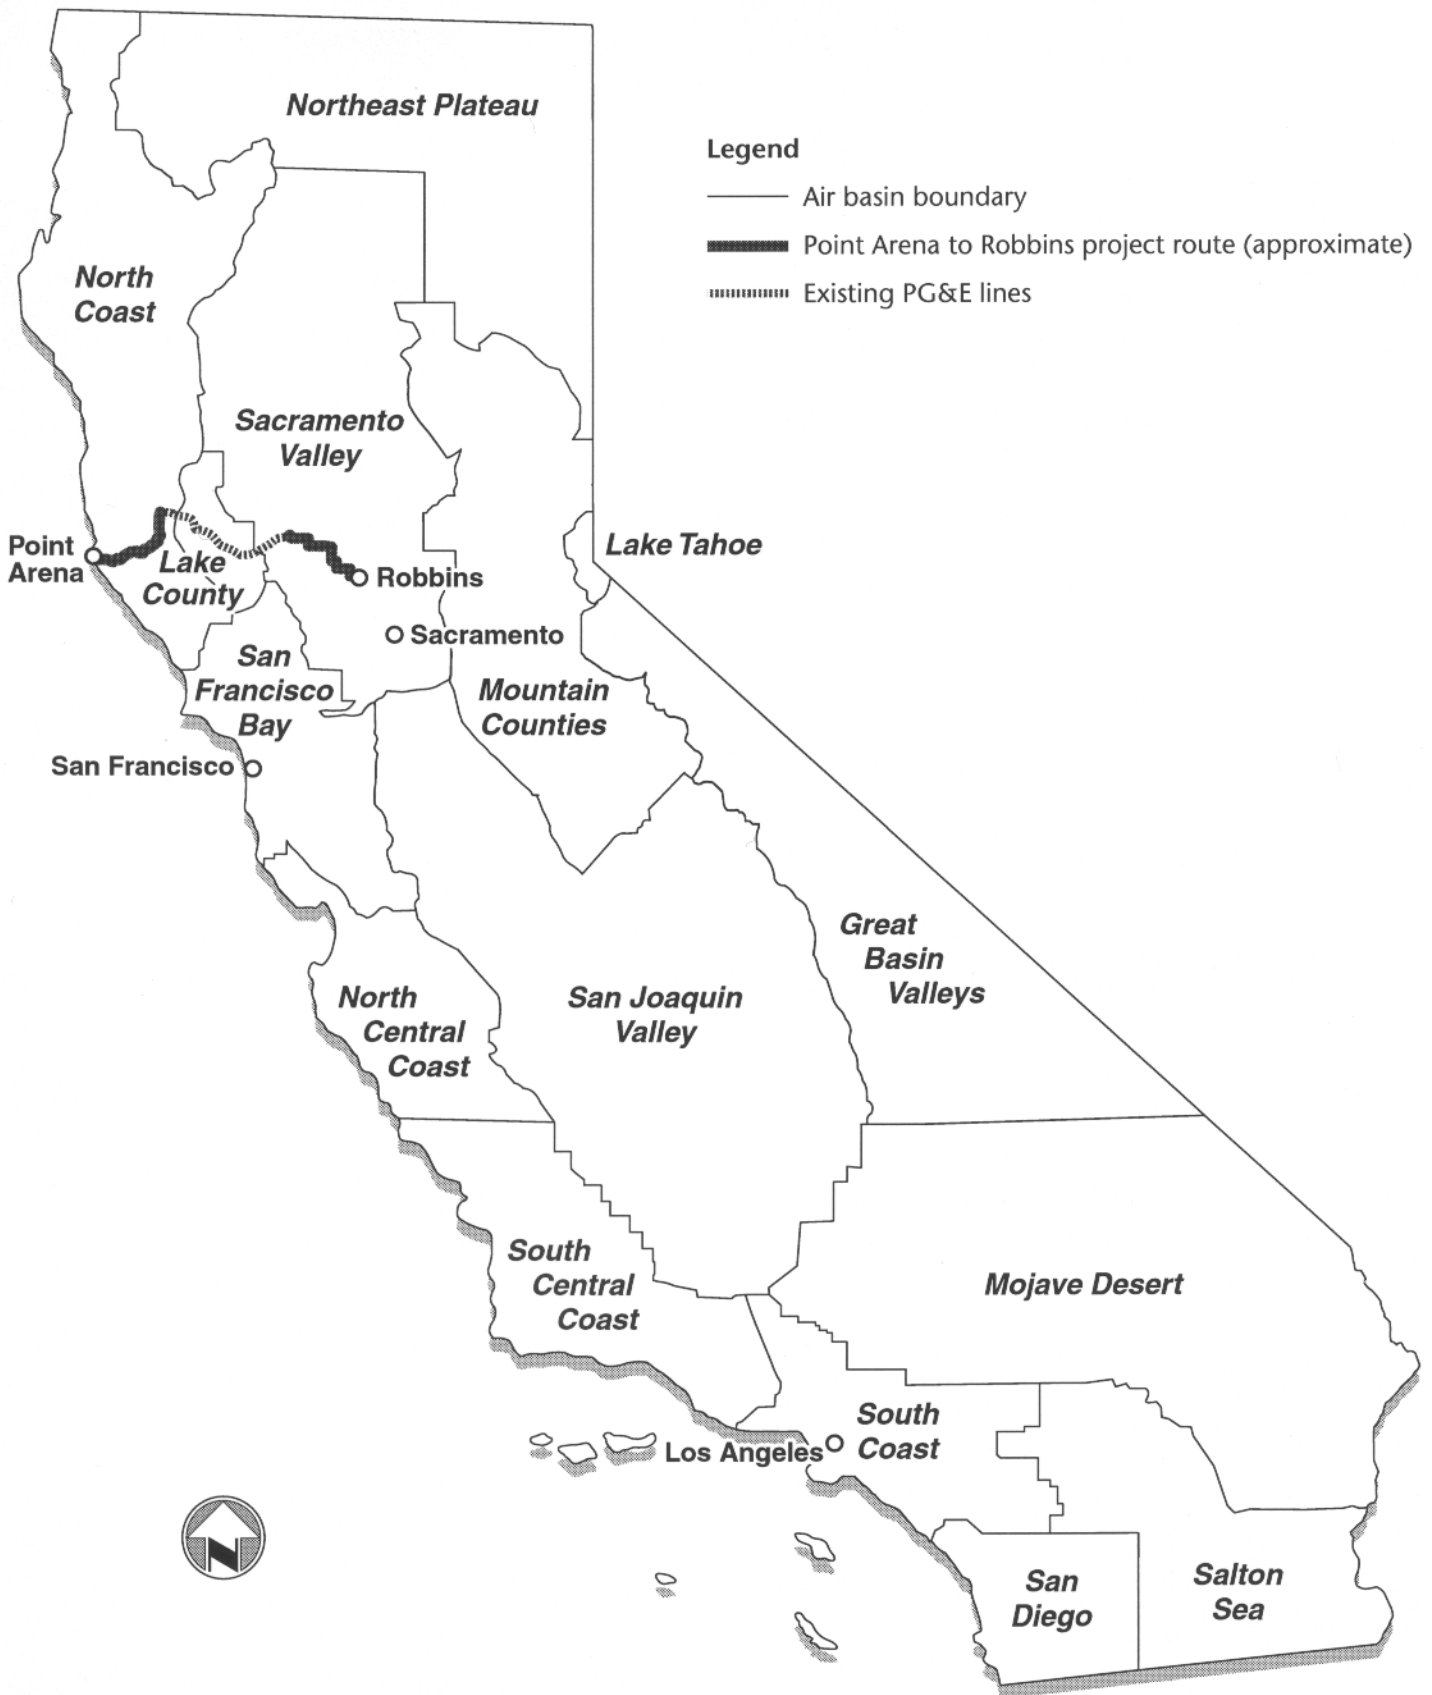 Northeast Plateau
Legend
Air basin boundary
Point Arena to Robbins project route (approximate)
Existing PG&E lines
North
Coast
Sacramento
Valley
Point
Arena
Lake
County
Robbins
Lake Tahoe
Sacramento
San
Francisco
Bay
Mountain
Counties
San Francisco
Great
Basin
Valleys
North
Central
Coast
San Joaquin
Valley
South
Central
Coast
Mojave Desert
South
Coast
Los Angeles
San
Diego
Salton
Sea
N